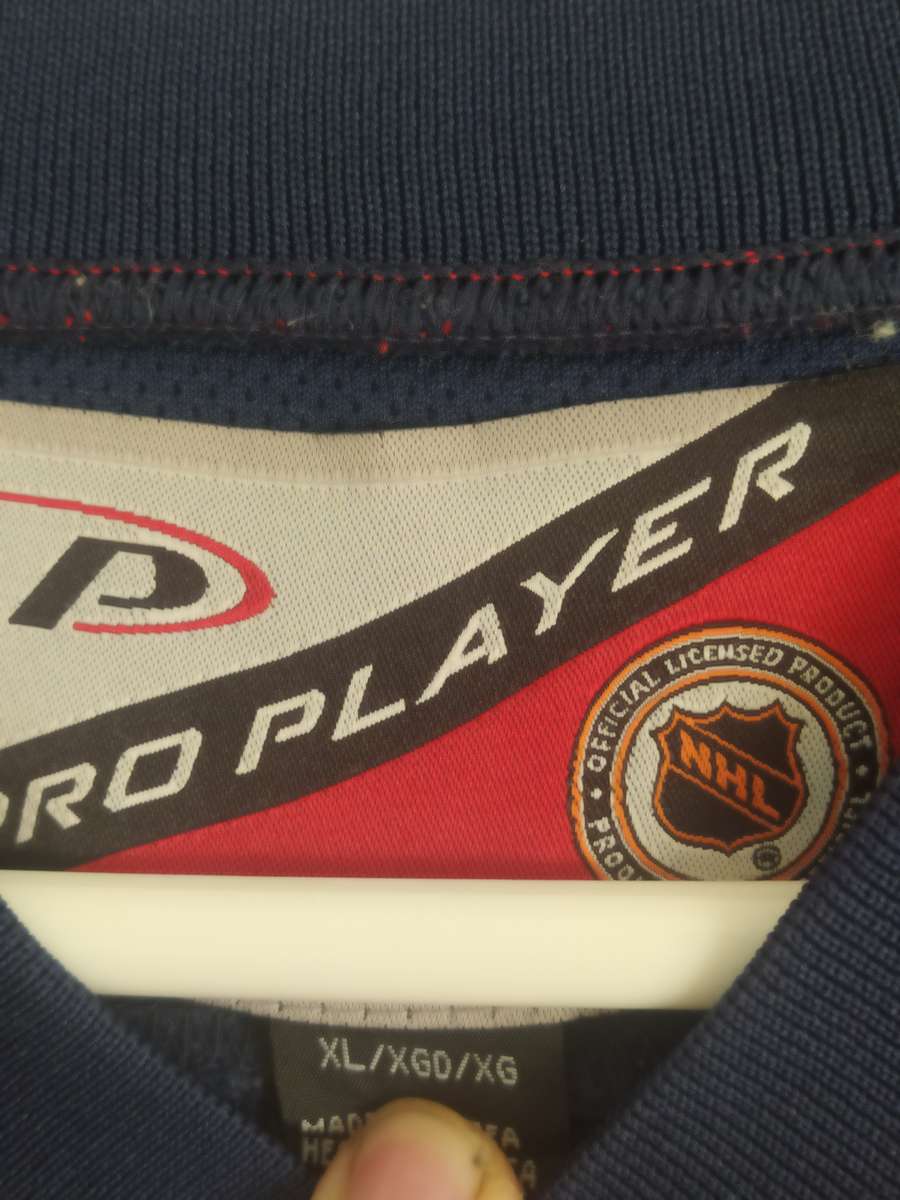 P
PRO PLAYER
OFFICIAL LICENSED PRODUCT
NHL
XL/XGD/XG